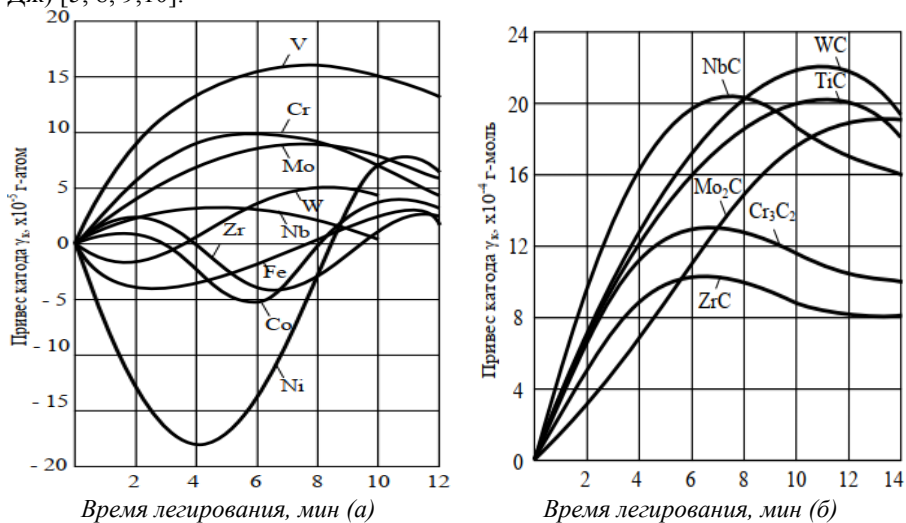 Дж) [5, 8, 9,10].
Привес катода γк, x10⁻⁵ г-атом
20
15
10
5
0
- 5
- 10
- 15
- 20
V
Cr
Mo
W
Zr
Nb
Fe
Co
Ni
2
4
6
8
10
12
Время легирования, мин (а)
Привес катода γк, x10⁻⁴ г-моль
24
20
16
12
8
4
0
NbC
WC
TiC
Mo₂C
Cr₃C₂
ZrC
2
4
6
8
10
12
14
Время легирования, мин (б)